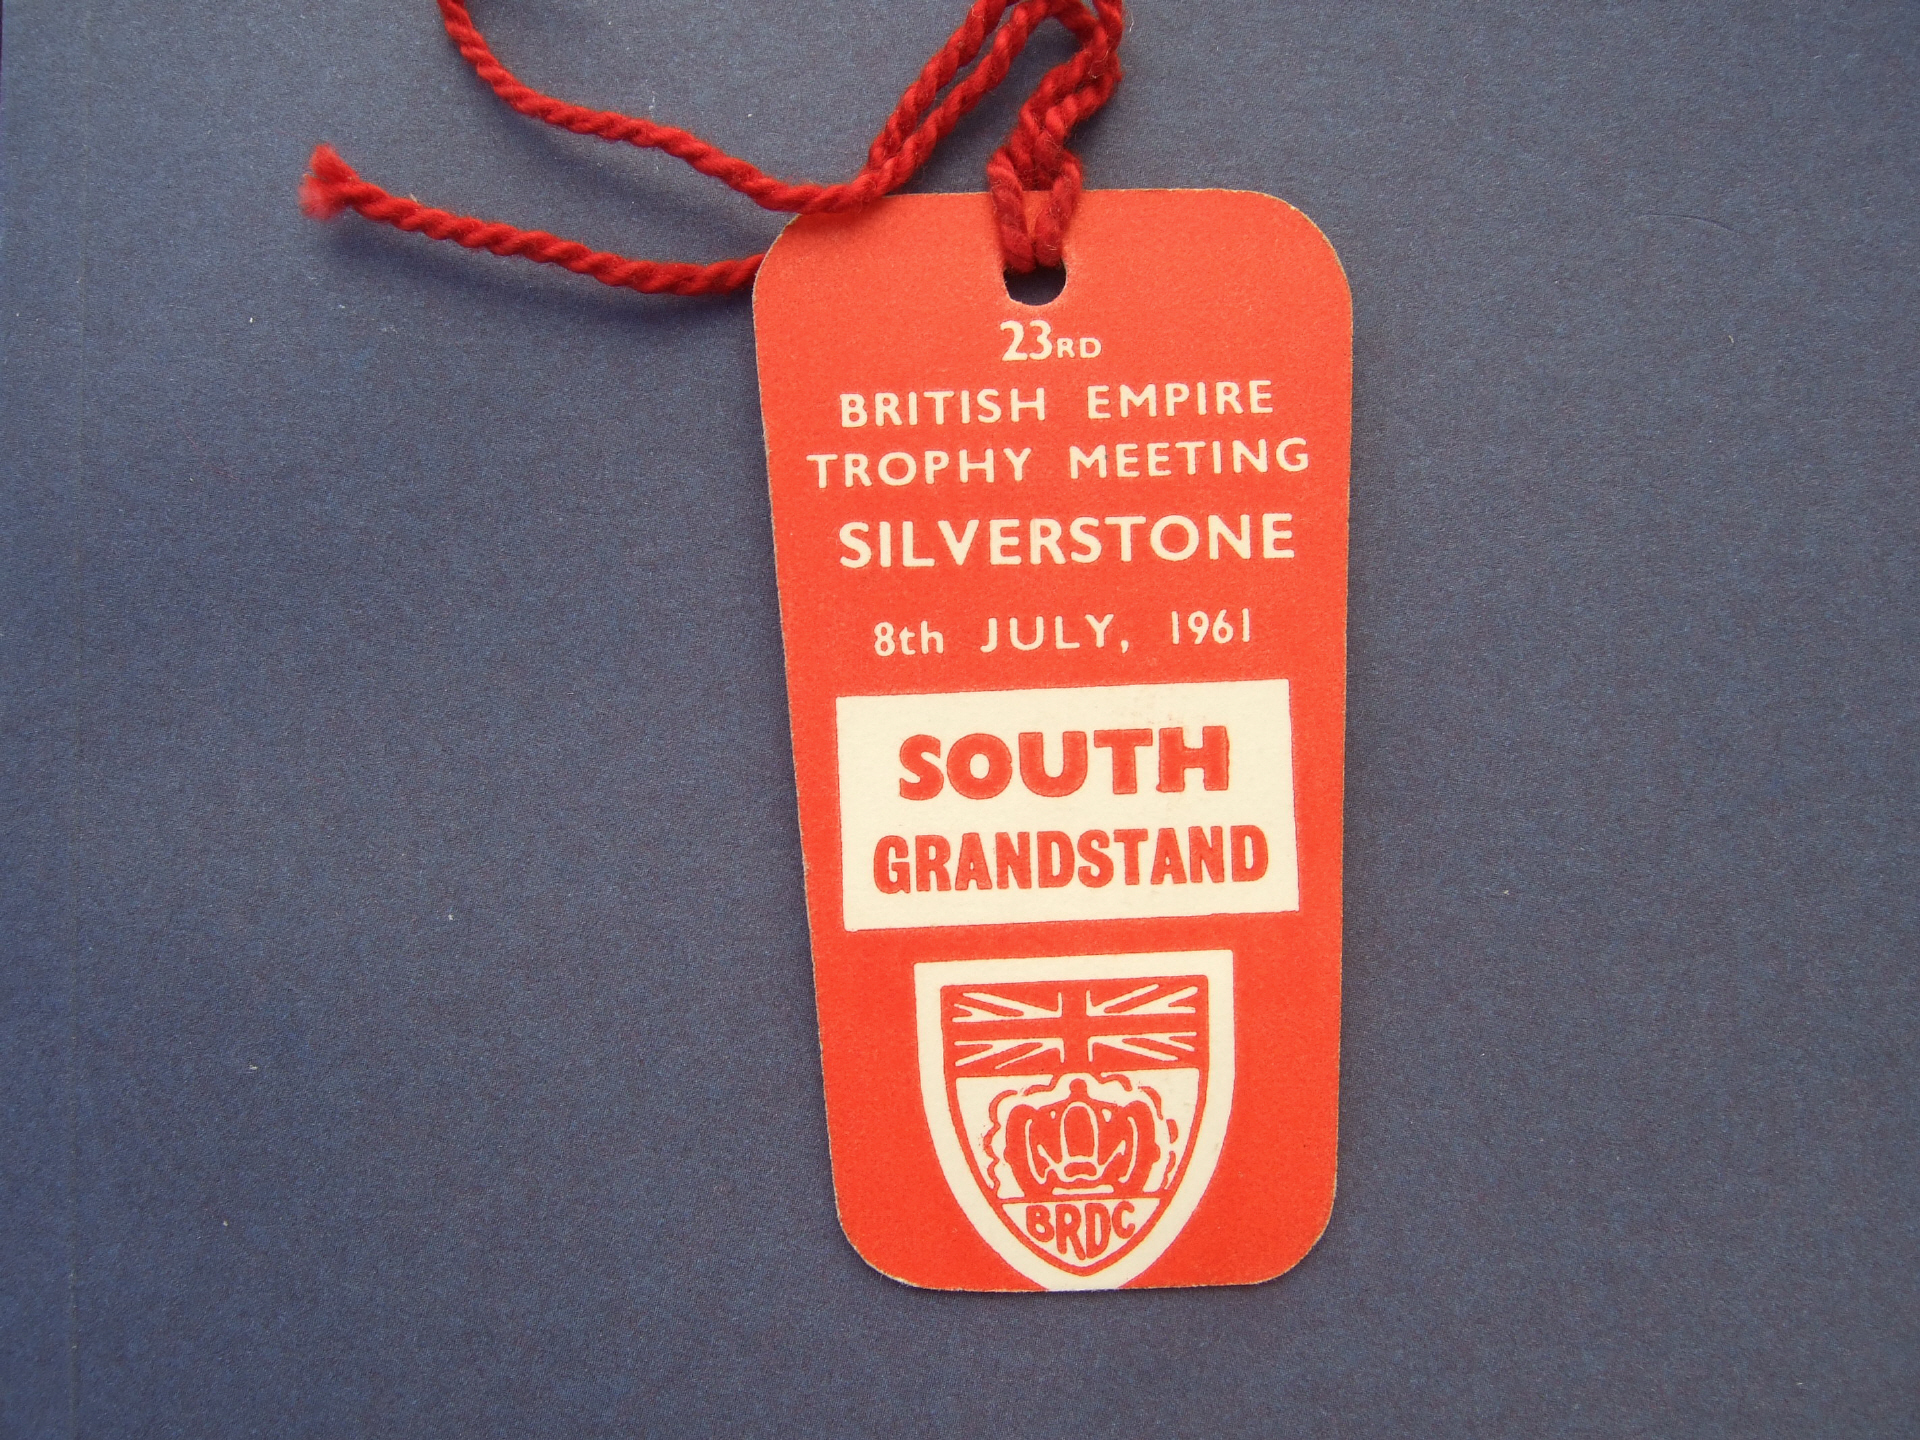 23RD
BRITISH EMPIRE
TROPHY MEETING
SILVERSTONE
8th JULY, 1961
SOUTH
GRANDSTAND
BRDC